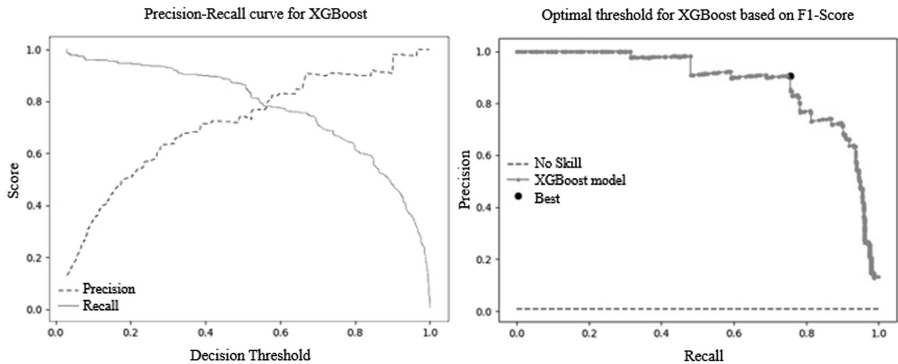 Precision-Recall curve for XGBoost
Score
1.0
0.8
0.6
0.4
0.2
0.0
Precision
Recall
0.0 0.2 0.4 0.6 0.8 1.0
Decision Threshold
Optimal threshold for XGBoost based on F1-Score
Precision
1.0
0.8
0.6
0.4
0.2
0.0
No Skill
XGBoost model
Best
0.0 0.2 0.4 0.6 0.8 1.0
Recall